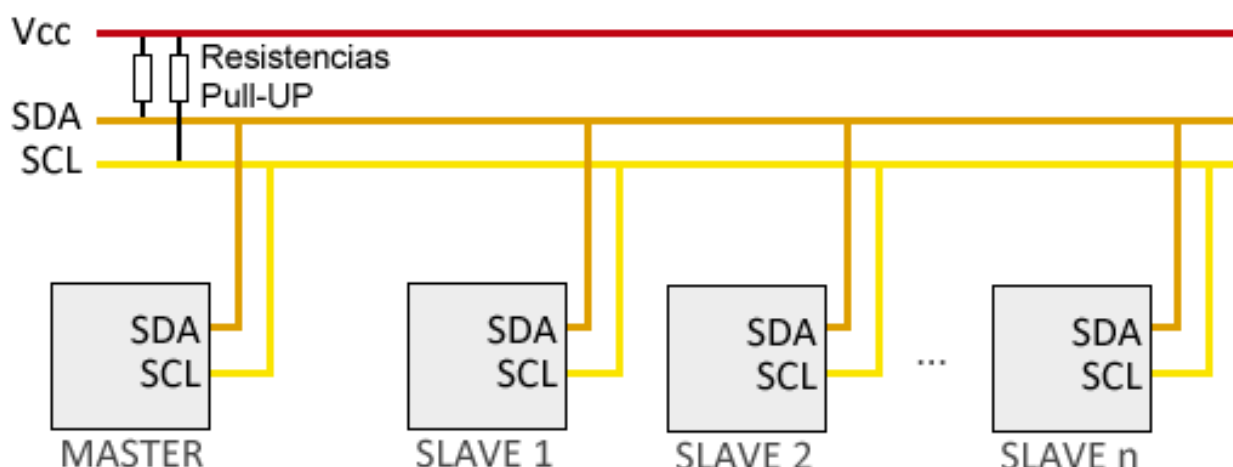 Vcc
Resistencias
Pull-UP
SDA
SCL
SDA
SCL
MASTER
SDA
SCL
SLAVE 1
SDA
SCL
SLAVE 2
...
SDA
SCL
SLAVE n